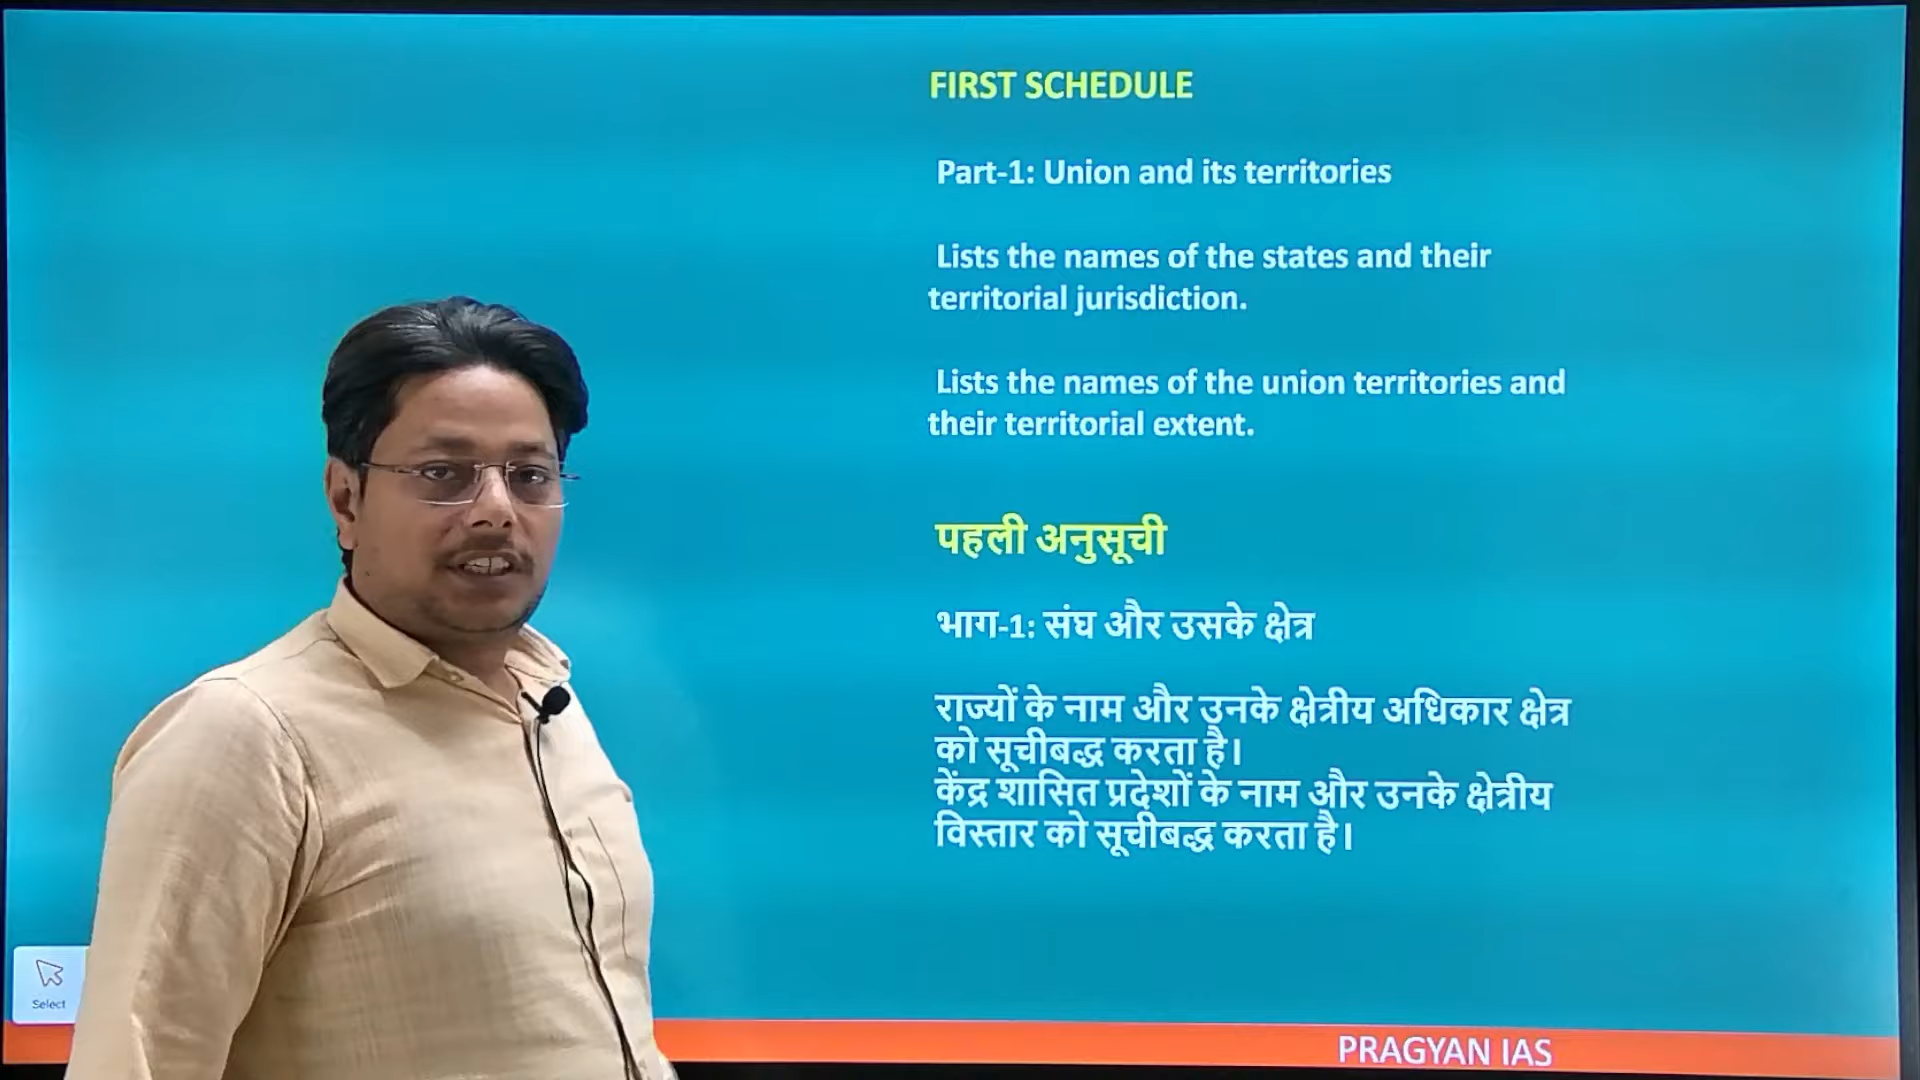 FIRST SCHEDULE
Part-1: Union and its territories
Lists the names of the states and their
territorial jurisdiction.
Lists the names of the union territories and
their territorial extent.
पहली अनुसूची
भाग-1: संघ और उसके क्षेत्र
राज्यों के नाम और उनके क्षेत्रीय अधिकार क्षेत्र
को सूचीबद्ध करता है।
केंद्र शासित प्रदेशों के नाम और उनके क्षेत्रीय
विस्तार को सूचीबद्ध करता है।
Select
PRAGYAN IAS